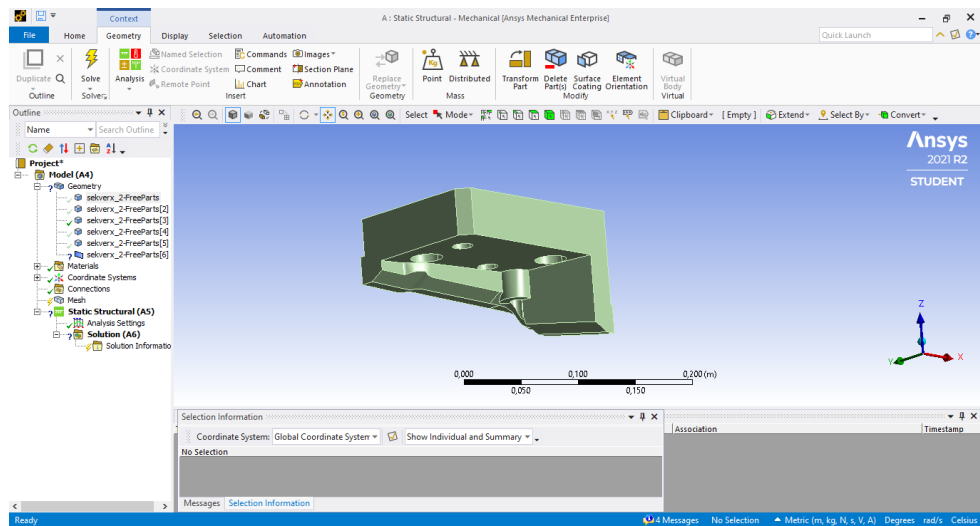 Context
A : Static Structural - Mechanical [Ansys Mechanical Enterprise]
File Home Geometry Display Selection Automation
Quick Launch
Duplicate
Outline
Solve
Solver
Analysis
Named Selection
Coordinate System
Remote Point
Commands
Comment
Chart
Images
Section Plane
Annotation
Insert
Replace
Geometry
Geometry
Point Distributed
Mass
Transform
Part
Delete
Part(s)
Surface
Coating
Element
Orientation
Modify
Virtual
Body
Virtual
Outline
Name Search Outline
Select Mode Clipboard [ Empty ] Extend Select By Convert
Project*
Model (A4)
Geometry
sekverx_2-FreeParts
sekverx_2-FreeParts[2]
sekverx_2-FreeParts[3]
sekverx_2-FreeParts[4]
sekverx_2-FreeParts[5]
sekverx_2-FreeParts[6]
Materials
Coordinate Systems
Connections
Mesh
Static Structural (A5)
Analysis Settings
Solution (A6)
Solution Informatio
Ansys
2021 R2
STUDENT
Z
Y
X
0,000 0,100 0,200 (m)
0,050 0,150
Selection Information
Coordinate System: Global Coordinate System Show Individual and Summary
No Selection
Messages Selection Information
Association Timestamp
Ready 4 Messages No Selection Metric (m, kg, N, s, V, A) Degrees rad/s Celsius